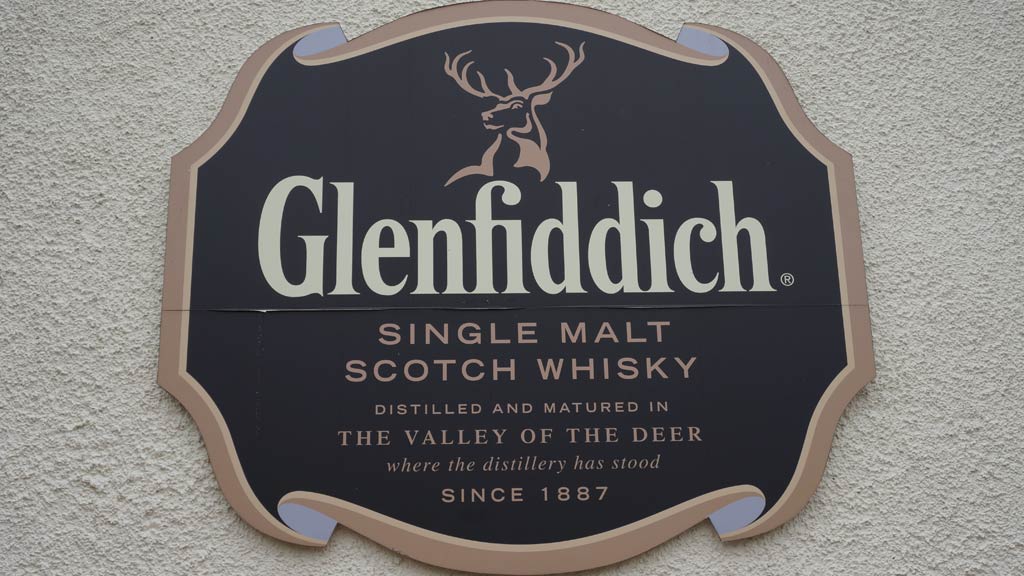 Glenfiddich®
SINGLE MALT
SCOTCH WHISKY
DISTILLED AND MATURED IN
THE VALLEY OF THE DEER
where the distillery has stood
SINCE 1887